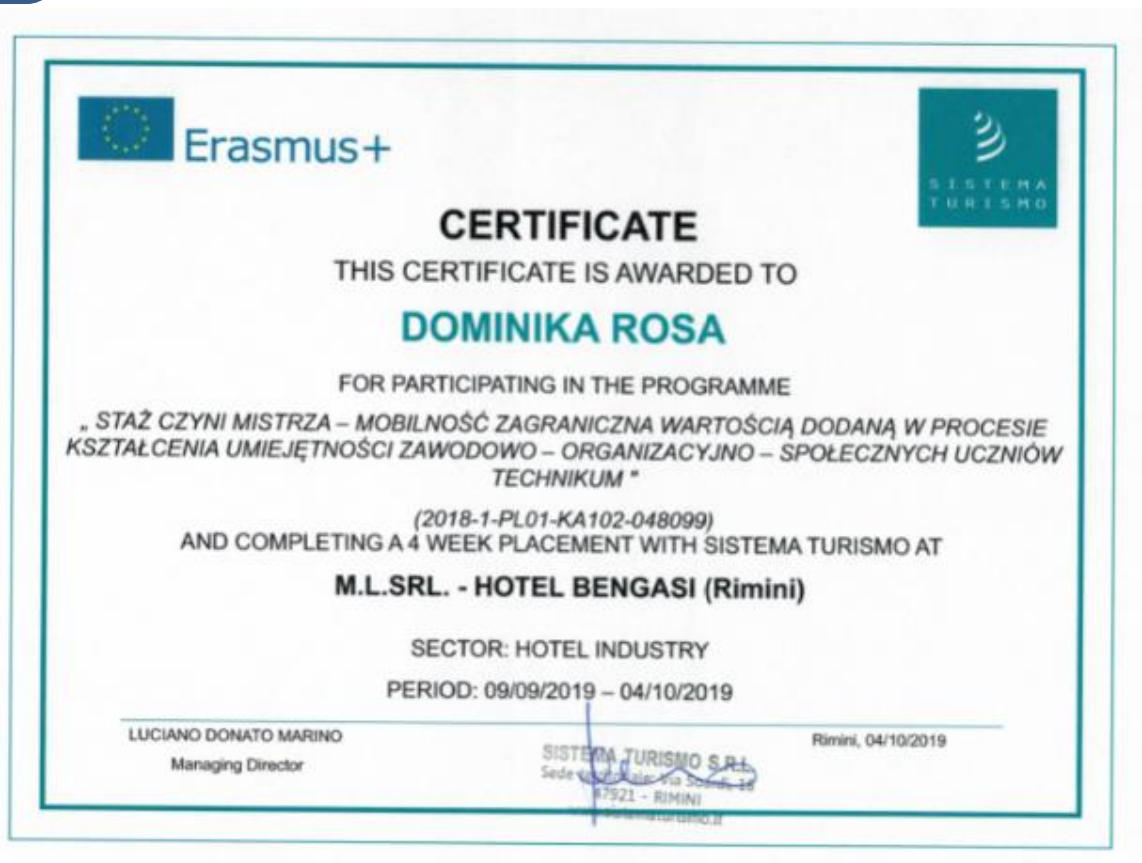 Erasmus+
SISTEMA
TURISMO
CERTIFICATE
THIS CERTIFICATE IS AWARDED TO
DOMINIKA ROSA
FOR PARTICIPATING IN THE PROGRAMME
„ STAŻ CZYNI MISTRZA – MOBILNOŚĆ ZAGRANICZNA WARTOŚCIĄ DODANĄ W PROCESIE
KSZTAŁCENIA UMIEJĘTNOŚCI ZAWODOWO – ORGANIZACYJNO – SPOŁECZNYCH UCZNIÓW
TECHNIKUM "
(2018-1-PL01-KA102-048099)
AND COMPLETING A 4 WEEK PLACEMENT WITH SISTEMA TURISMO AT
M.L.SRL. - HOTEL BENGASI (Rimini)
SECTOR: HOTEL INDUSTRY
PERIOD: 09/09/2019 – 04/10/2019
LUCIANO DONATO MARINO
Managing Director
SISTEMA TURISMO S.R.L.
Sede Via
47921 - RIMINI
Rimini, 04/10/2019